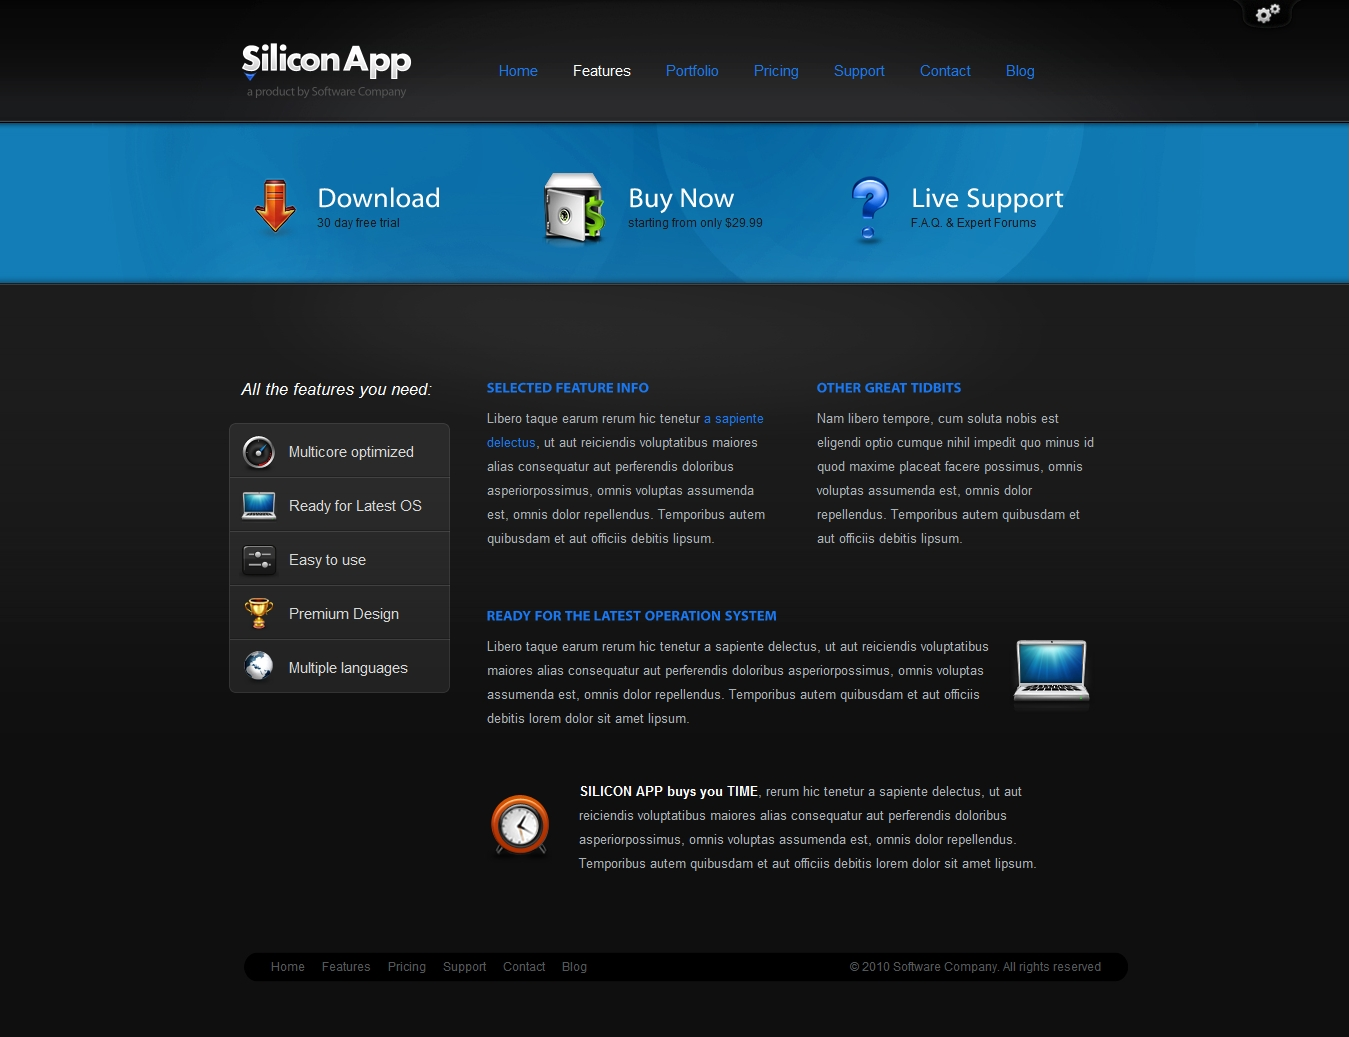 Silicon App
a product by Software Company
Home Features Portfolio Pricing Support Contact Blog
Download
30 day free trial
Buy Now
starting from only $29.99
Live Support
F.A.Q. & Expert Forums
All the features you need:
Multicore optimized
Ready for Latest OS
Easy to use
Premium Design
Multiple languages
SELECTED FEATURE INFO
Libero taque earum rerum hic tenetur a sapiente
delectus, ut aut reiciendis voluptatibus maiores
alias consequatur aut perferendis doloribus
asperiorpossimus, omnis voluptas assumenda
est, omnis dolor repellendus. Temporibus autem
quibusdam et aut officiis debitis lipsum.
OTHER GREAT TIDBITS
Nam libero tempore, cum soluta nobis est
eligendi optio cumque nihil impedit quo minus id
quod maxime placeat facere possimus, omnis
voluptas assumenda est, omnis dolor
repellendus. Temporibus autem quibusdam et
aut officiis debitis lipsum.
READY FOR THE LATEST OPERATION SYSTEM
Libero taque earum rerum hic tenetur a sapiente delectus, ut aut reiciendis voluptatibus
maiores alias consequatur aut perferendis doloribus asperiorpossimus, omnis voluptas
assumenda est, omnis dolor repellendus. Temporibus autem quibusdam et aut officiis
debitis lorem dolor sit amet lipsum.
SILICON APP buys you TIME, rerum hic tenetur a sapiente delectus, ut aut
reiciendis voluptatibus maiores alias consequatur aut perferendis doloribus
asperiorpossimus, omnis voluptas assumenda est, omnis dolor repellendus.
Temporibus autem quibusdam et aut officiis debitis lorem dolor sit amet lipsum.
Home Features Pricing Support Contact Blog
© 2010 Software Company. All rights reserved